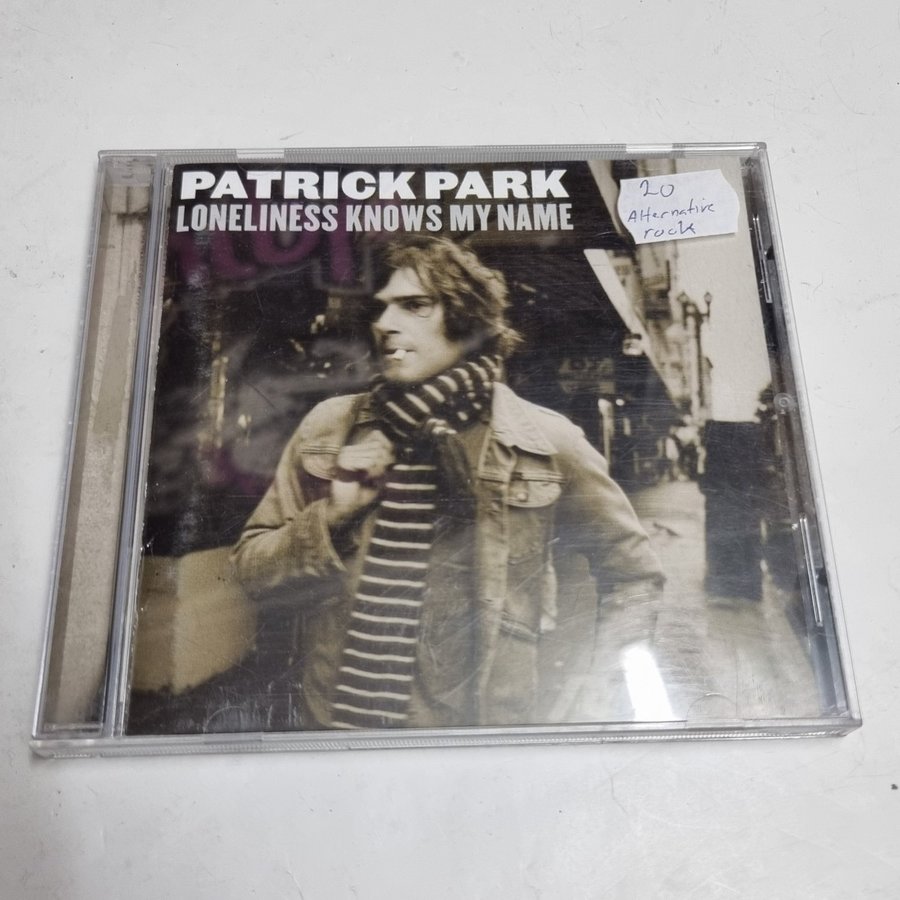 PATRICK PARK
LONELINESS KNOWS MY NAME
20
Alternative
rock